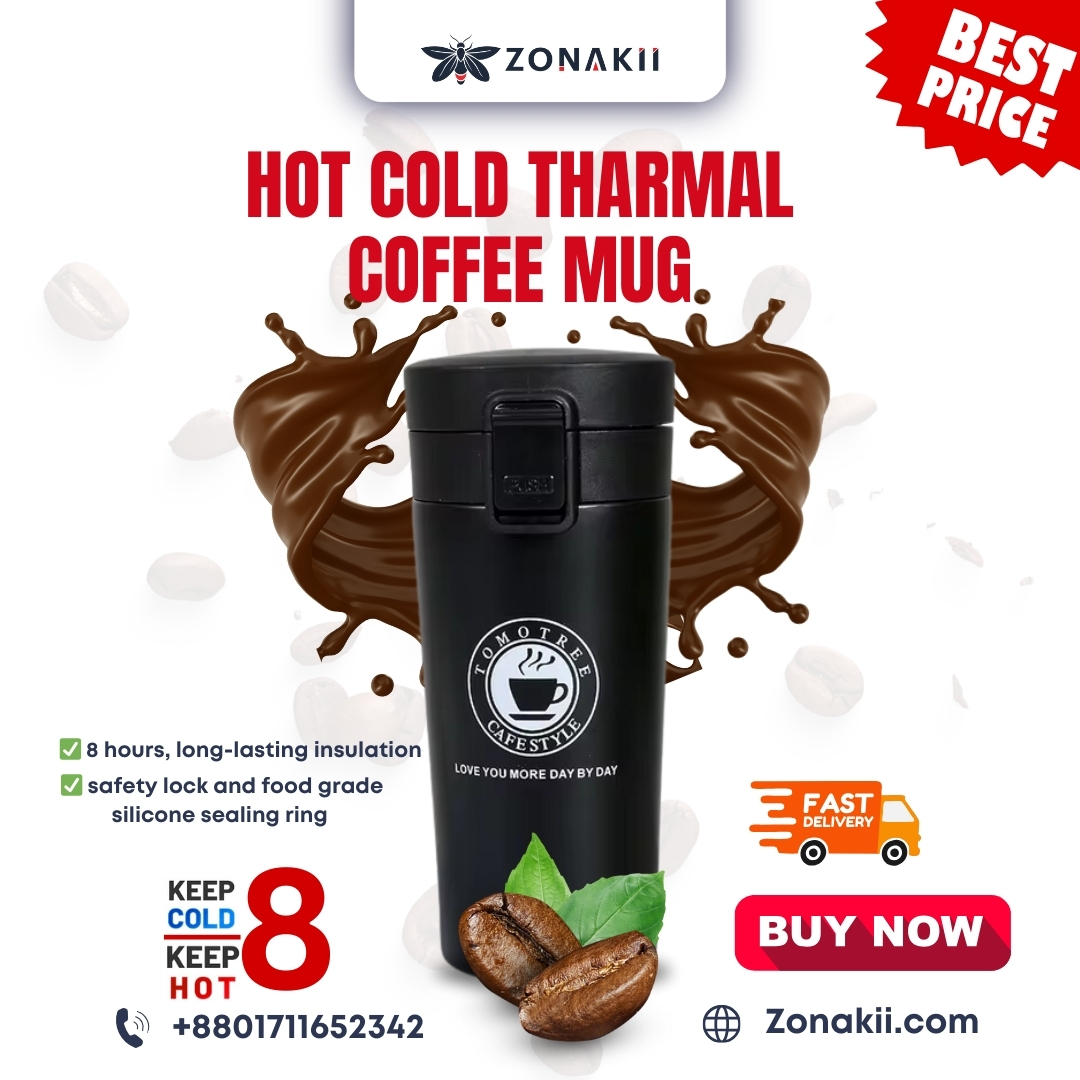 ZONAKII
BEST
PRICE
HOT COLD THARMAL
COFFEE MUG
PUSH
TOMOTREE
CAFE STYLE
LOVE YOU MORE DAY BY DAY
✅ 8 hours, long-lasting insulation
✅ safety lock and food grade
silicone sealing ring
KEEP
COLD
KEEP
HOT
8
FAST
DELIVERY
BUY NOW
+8801711652342
Zonakii.com